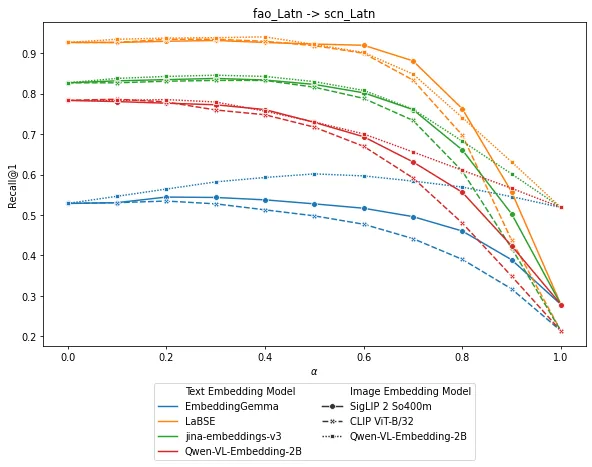 fao_Latn -> scn_Latn
Recall@1
0.9
0.8
0.7
0.6
0.5
0.4
0.3
0.2
0.0
0.2
0.4
0.6
0.8
1.0
α
Text Embedding Model
EmbeddingGemma
LaBSE
jina-embeddings-v3
Qwen-VL-Embedding-2B
Image Embedding Model
SigLIP 2 So400m
CLIP ViT-B/32
Qwen-VL-Embedding-2B